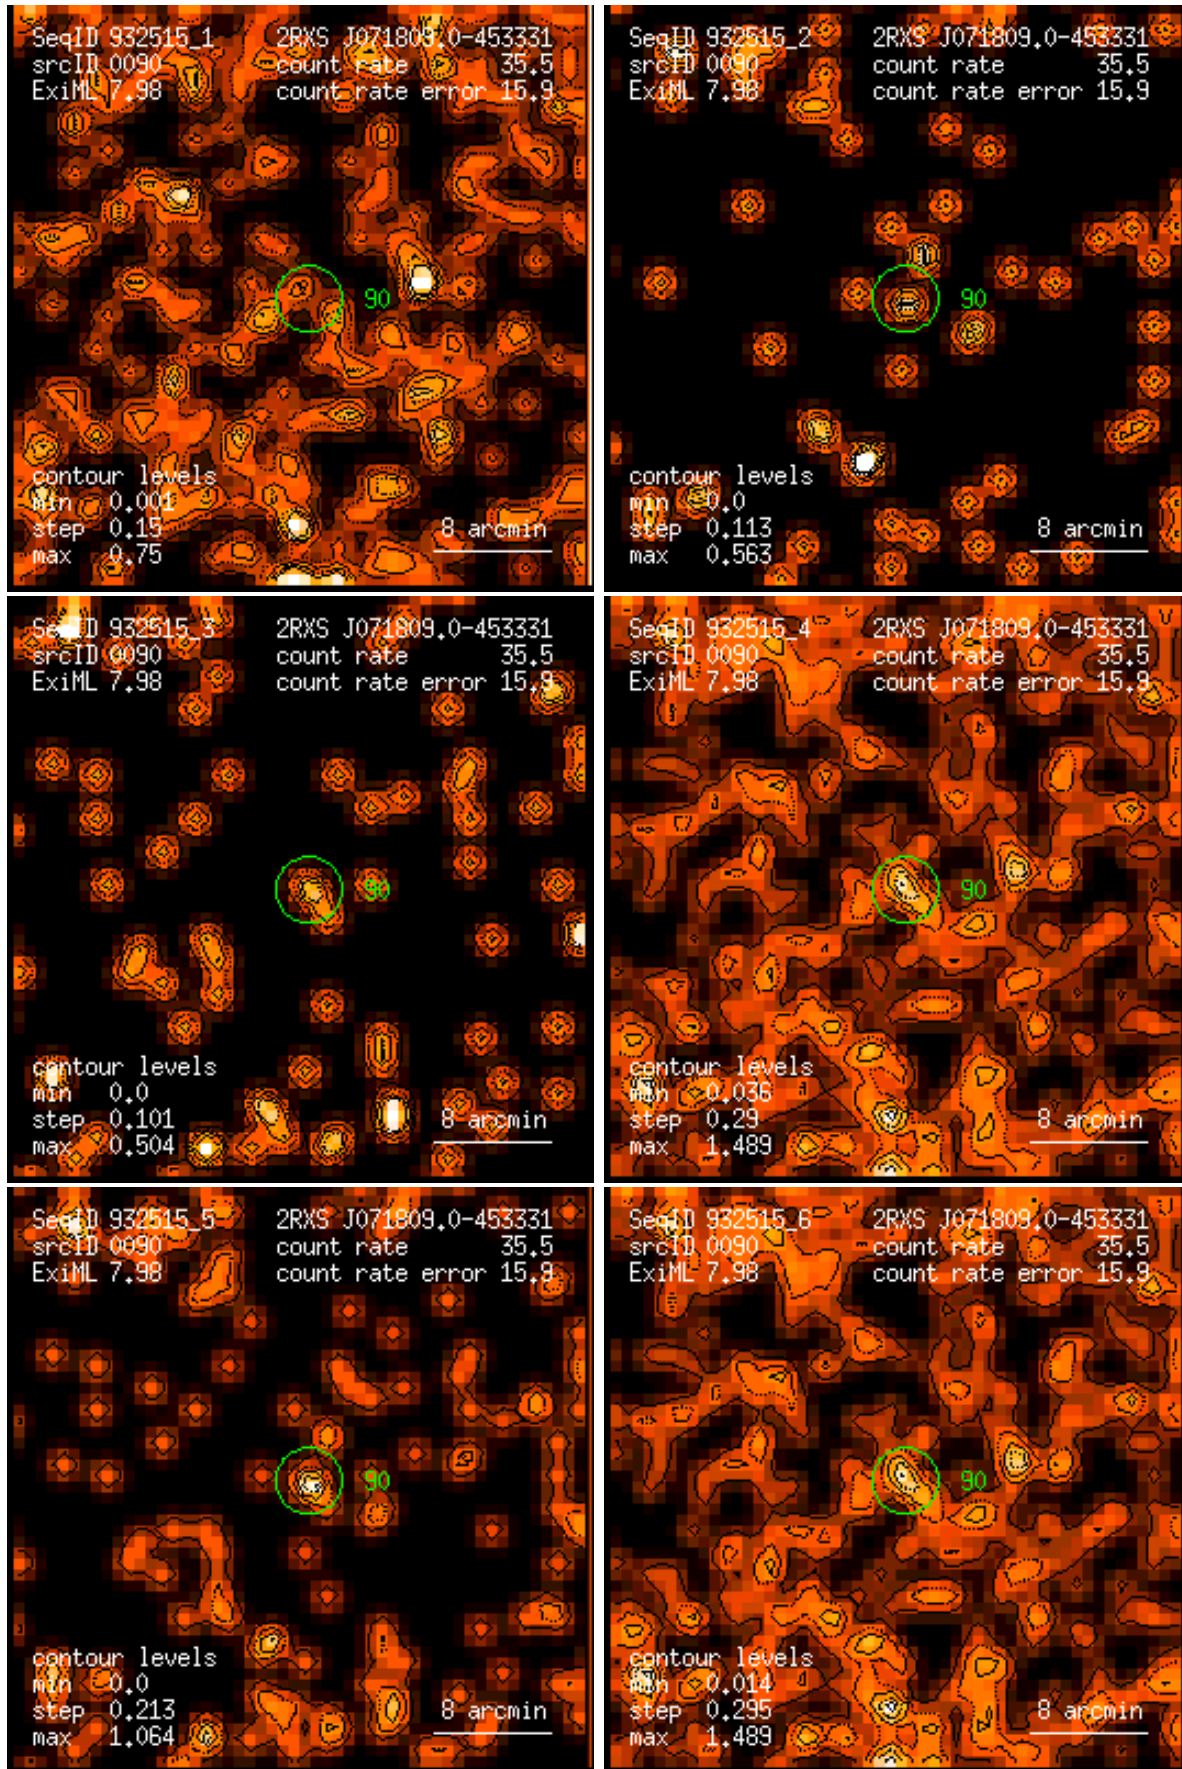 SeqID 932515_1 2RXS J071809.0-453331
srcID 0090 count rate 35.5
ExiML 7.98 count rate error 15.9
90
contour levels
min 0.001
step 0.15 8 arcmin
max 0.75
SeqID 932515_2 2RXS J071809.0-453331
srcID 0090 count rate 35.5
ExiML 7.98 count rate error 15.9
90
contour levels
min 0.0
step 0.113 8 arcmin
max 0.563
SeqID 932515_3 2RXS J071809.0-453331
srcID 0090 count rate 35.5
ExiML 7.98 count rate error 15.9
90
contour levels
min 0.0
step 0.101 8 arcmin
max 0.504
SeqID 932515_4 2RXS J071809.0-453331
srcID 0090 count rate 35.5
ExiML 7.98 count rate error 15.9
90
contour levels
min 0.036
step 0.29 8 arcmin
max 1.489
SeqID 932515_5 2RXS J071809.0-453331
srcID 0090 count rate 35.5
ExiML 7.98 count rate error 15.9
90
contour levels
min 0.0
step 0.213 8 arcmin
max 1.064
SeqID 932515_6 2RXS J071809.0-453331
srcID 0090 count rate 35.5
ExiML 7.98 count rate error 15.9
90
contour levels
min 0.014
step 0.295 8 arcmin
max 1.489